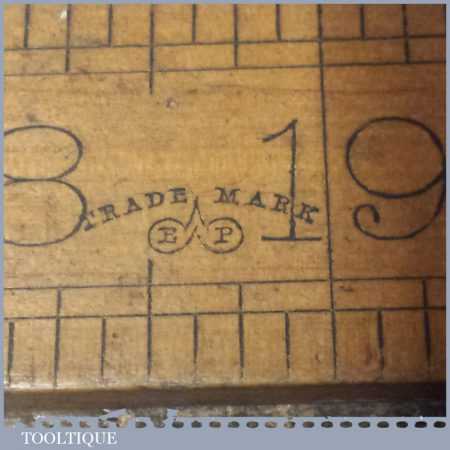 8 19
TRADE MARK
E P
TOOLTIQUE